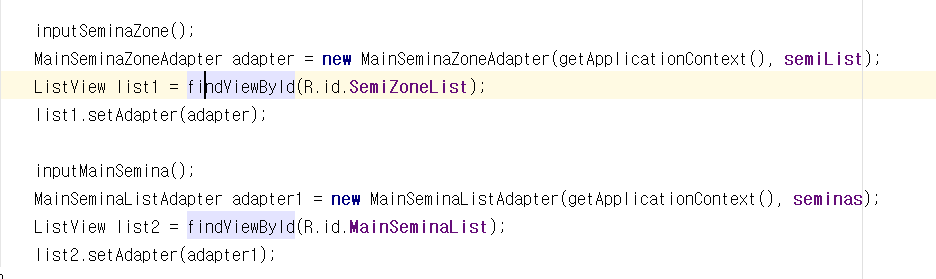 inputSeminaZone();
MainSeminaZoneAdapter adapter = new MainSeminaZoneAdapter(getApplicationContext(), semiList);
ListView list1 = findViewById(R.id.SemiZoneList);
list1.setAdapter(adapter);
inputMainSemina();
MainSeminaListAdapter adapter1 = new MainSeminaListAdapter(getApplicationContext(), seminas);
ListView list2 = findViewById(R.id.MainSeminaList);
list2.setAdapter(adapter1);